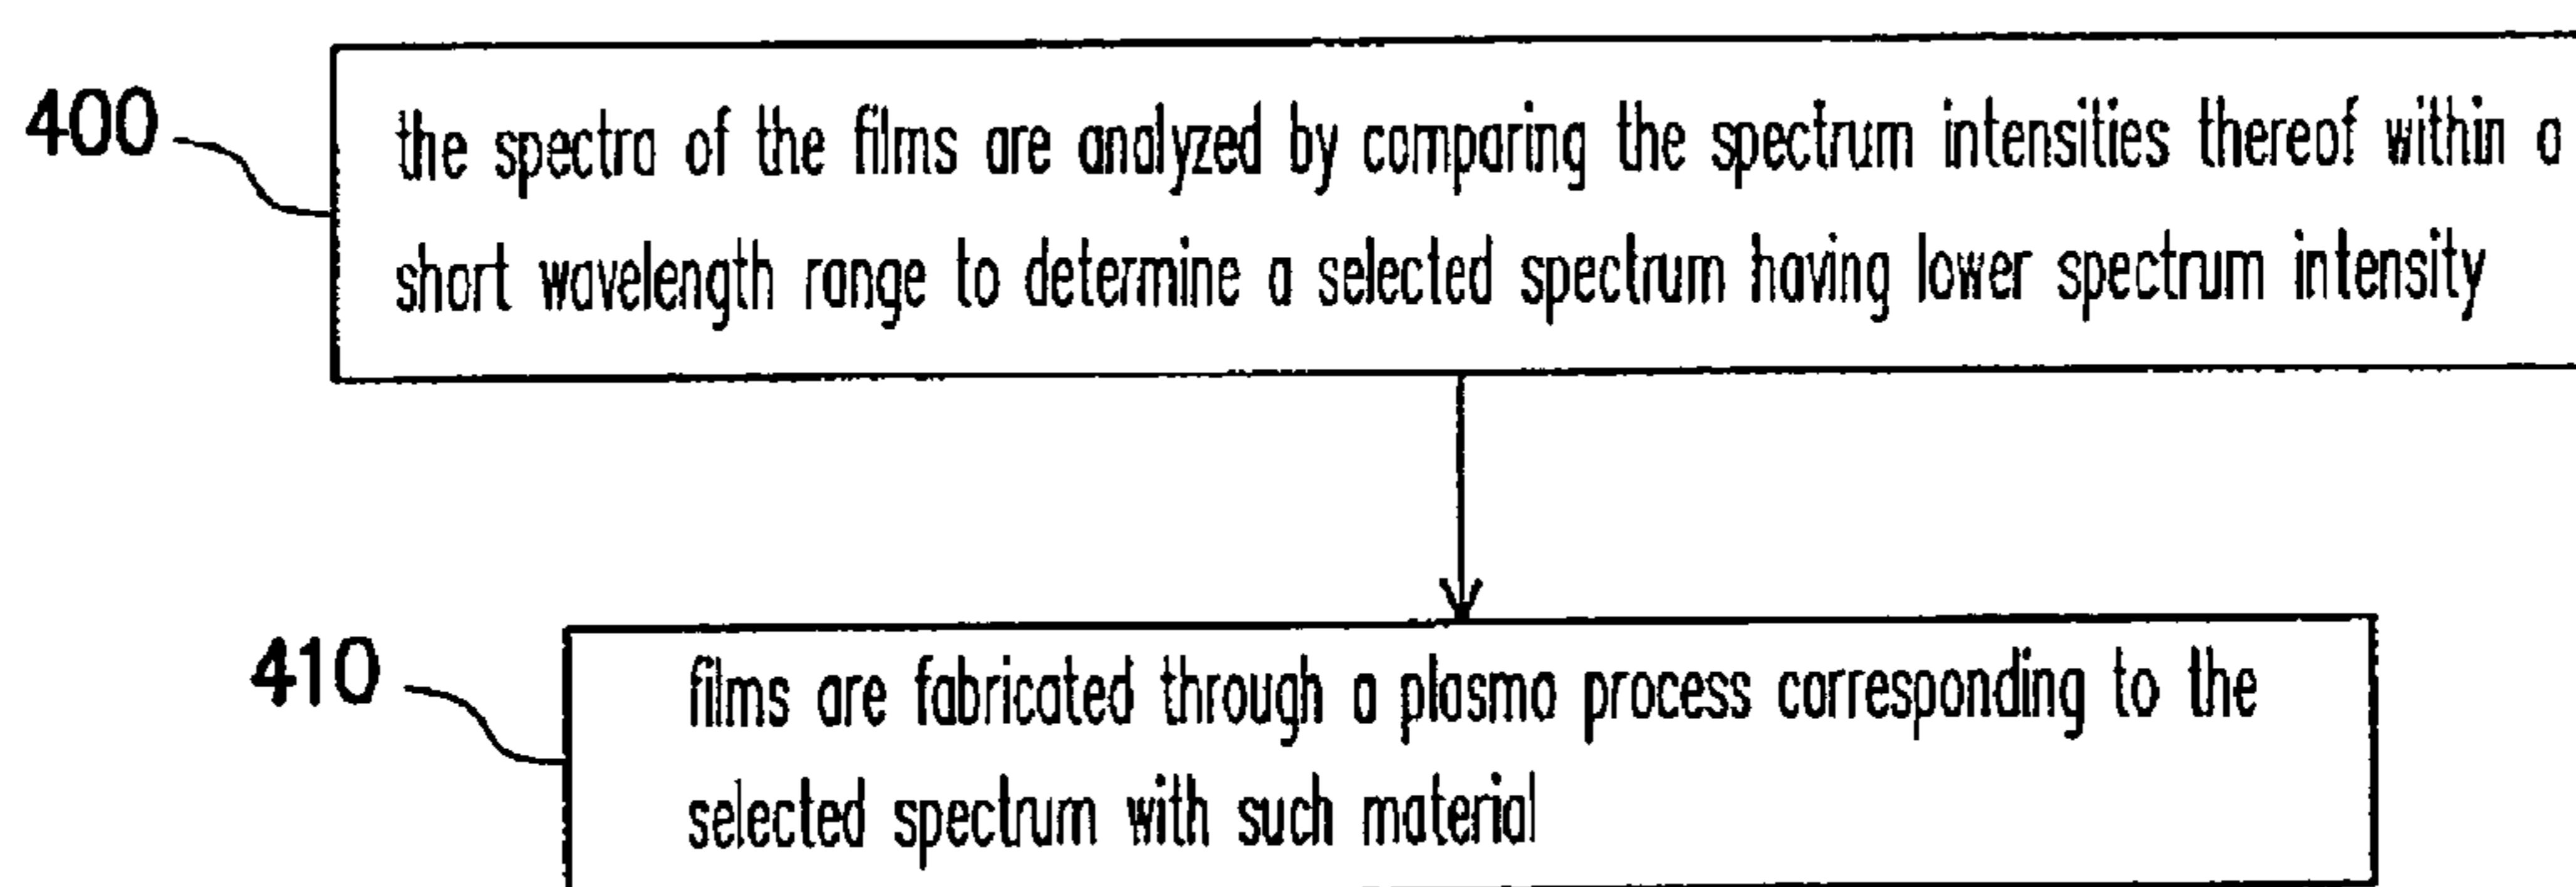 400
the spectra of the films are analyzed by comparing the spectrum intensities thereof within a
short wavelength range to determine a selected spectrum having lower spectrum intensity
410
films are fabricated through a plasma process corresponding to the
selected spectrum with such material